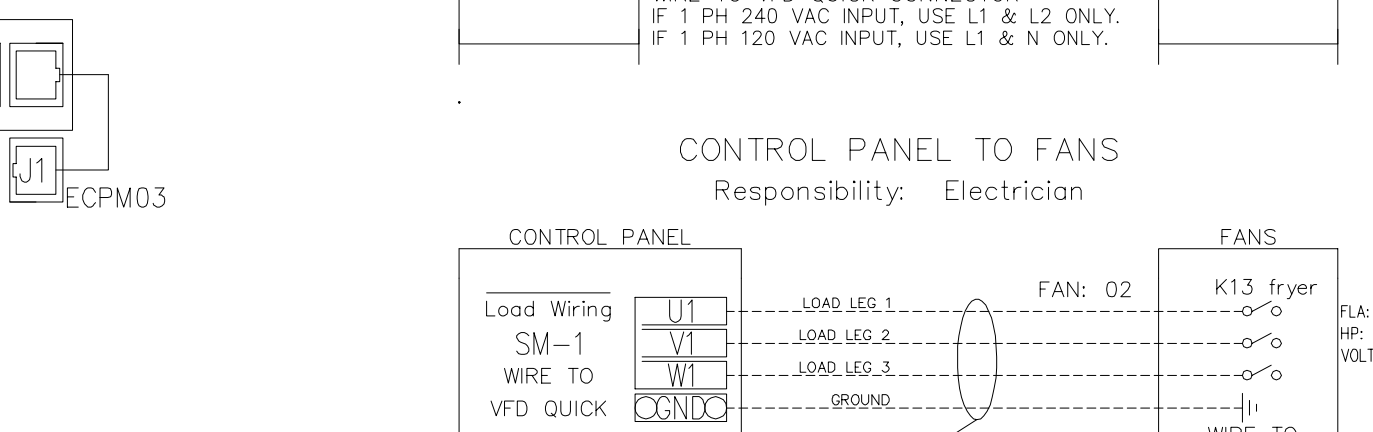 IF 1 PH 240 VAC INPUT, USE L1 & L2 ONLY.
IF 1 PH 120 VAC INPUT, USE L1 & N ONLY.
J1
ECPM03
CONTROL PANEL TO FANS
Responsibility: Electrician
CONTROL PANEL
FANS
Load Wiring
SM-1
WIRE TO
VFD QUICK
U1
V1
W1
GND
LOAD LEG 1
LOAD LEG 2
LOAD LEG 3
GROUND
FAN: 02
K13 fryer
FLA:
HP:
VOLT
WIRE TO